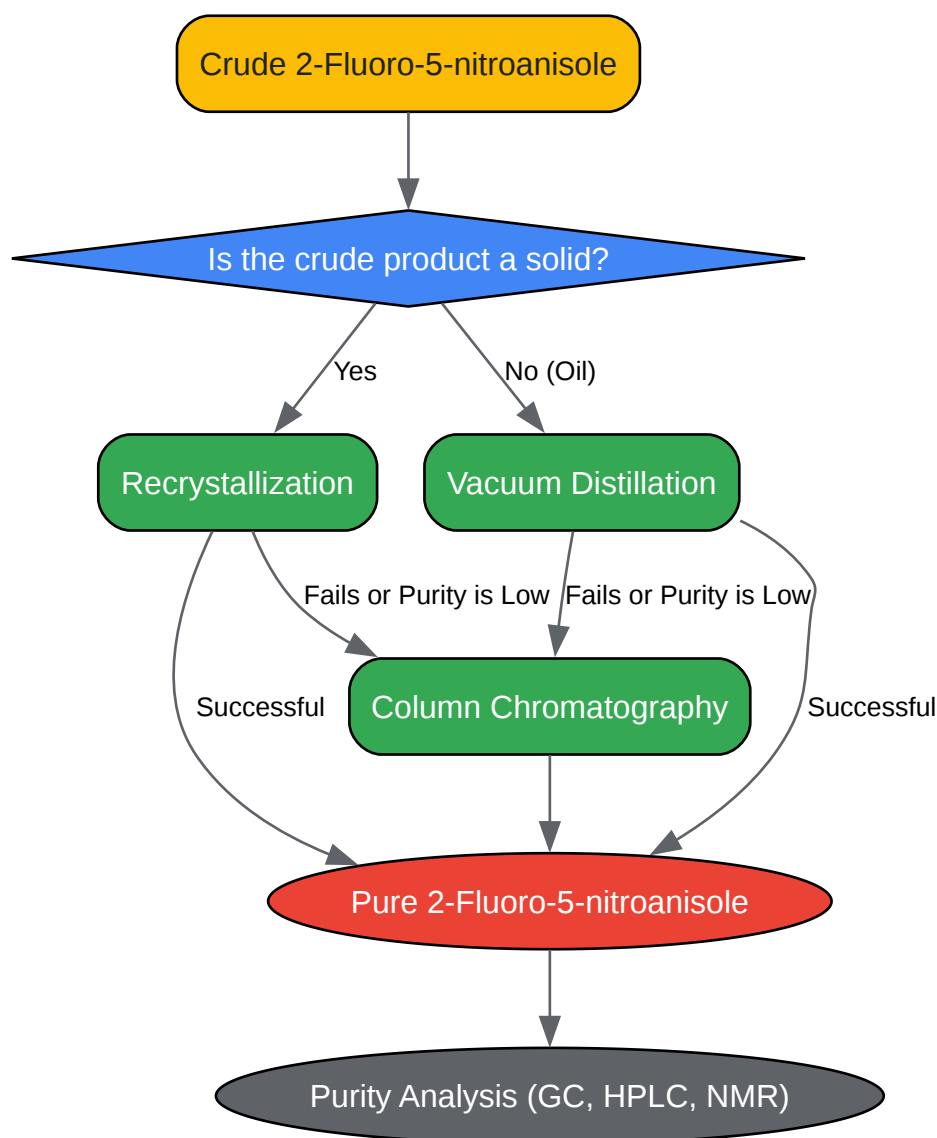 Crude 2-Fluoro-5-nitroanisole
Is the crude product a solid?
Yes
No (Oil)
Recrystallization
Vacuum Distillation
Fails or Purity is Low
Fails or Purity is Low
Successful
Column Chromatography
Successful
Pure 2-Fluoro-5-nitroanisole
Purity Analysis (GC, HPLC, NMR)